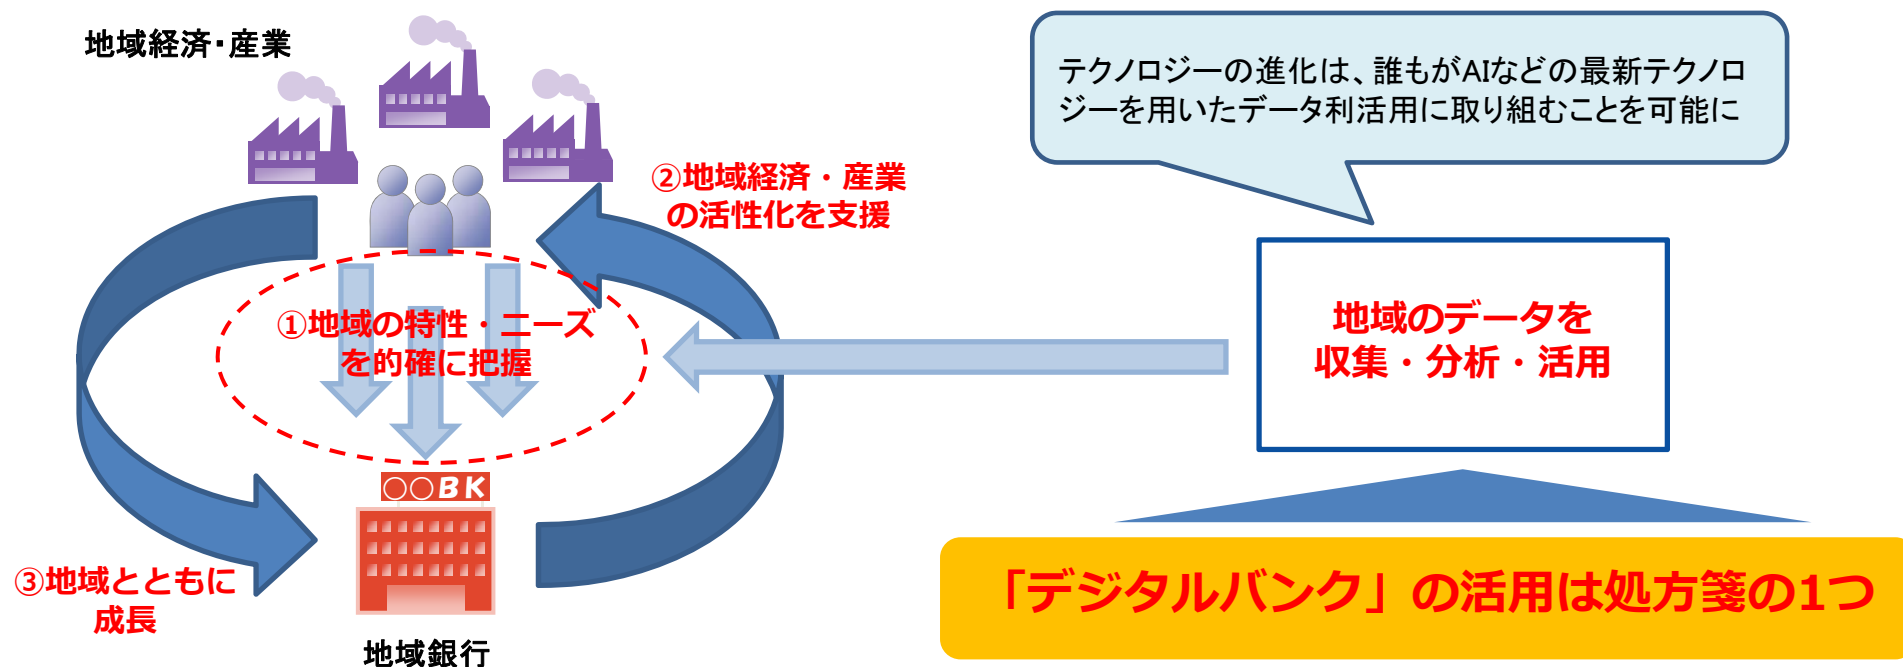 地域経済・産業
テクノロジーの進化は、誰もがAIなどの最新テクノロ
ジーを用いたデータ利活用に取り組むことを可能に
②地域経済・産業
の活性化を支援
①地域の特性・ニーズ
を的確に把握
地域のデータを
収集・分析・活用
〇〇BK
③地域とともに
成長
地域銀行
「デジタルバンク」の活用は処方箋の1つ